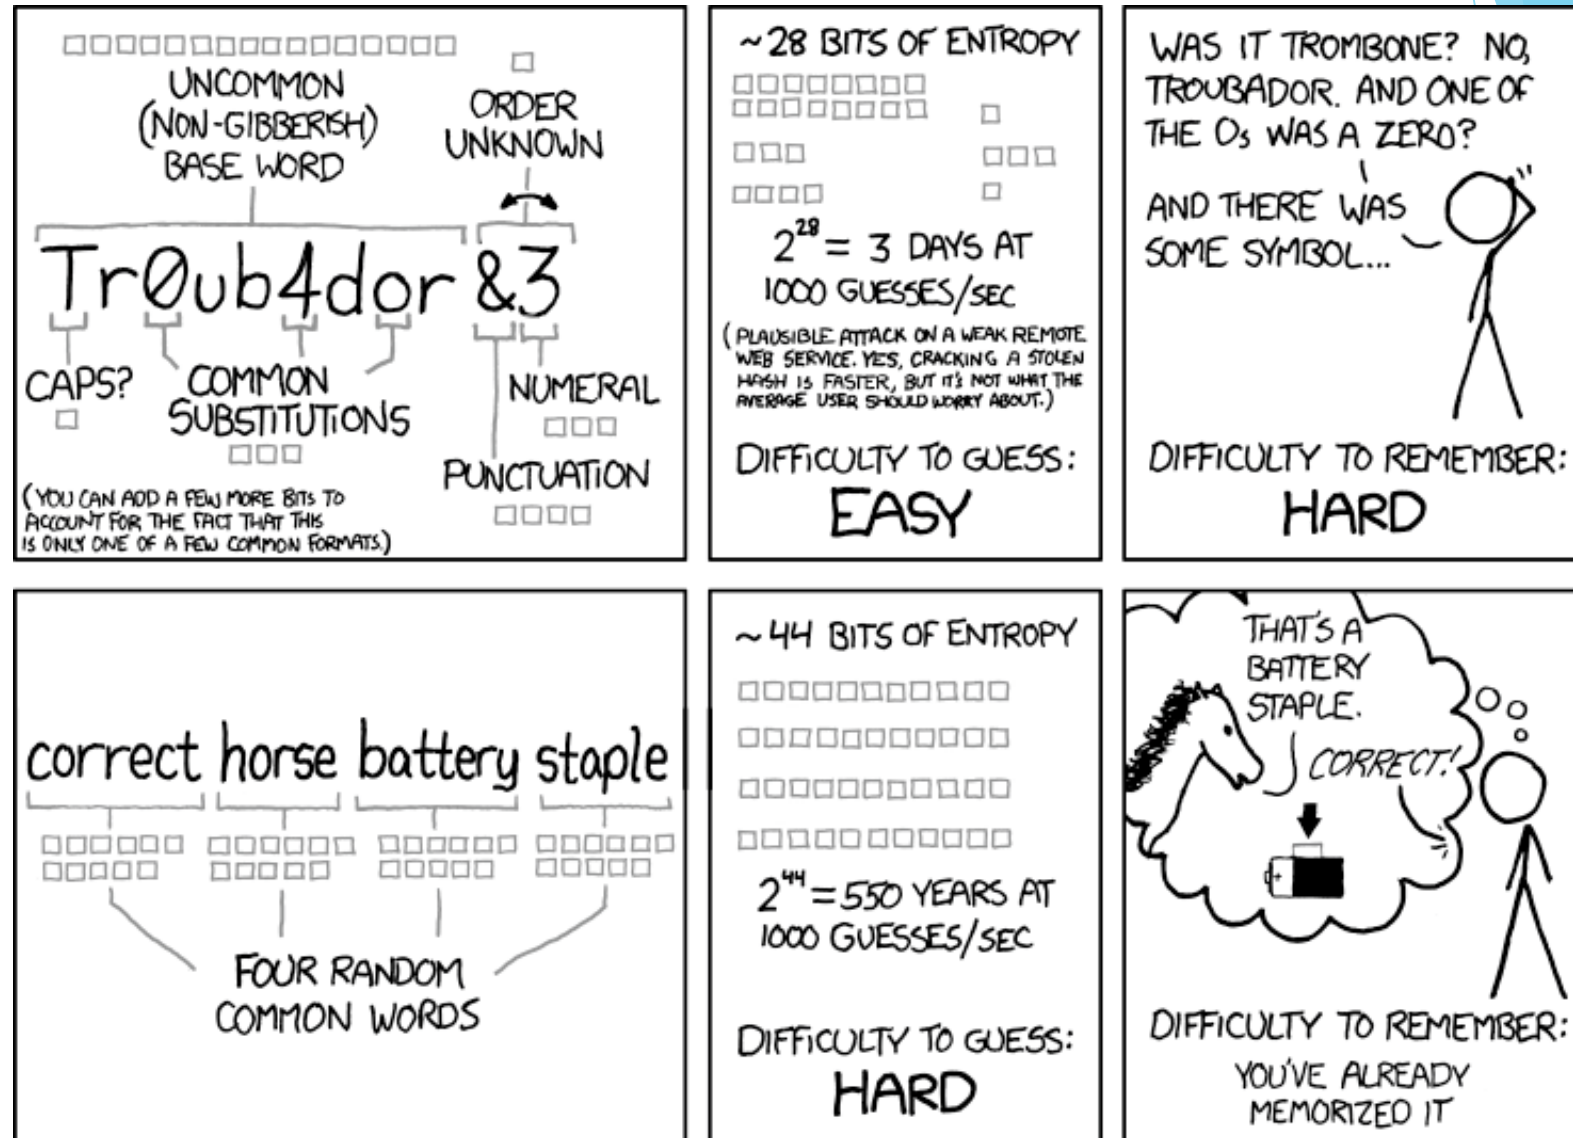 UNCOMMON
(NON-GIBBERISH)
BASE WORD
ORDER
UNKNOWN
Tr0ub4dor &3
CAPS?
COMMON
SUBSTITUTIONS
NUMERAL
PUNCTUATION
(YOU CAN ADD A FEW MORE BITS TO
ACCOUNT FOR THE FACT THAT THIS
IS ONLY ONE OF A FEW COMMON FORMATS.)
~28 BITS OF ENTROPY
2^28 = 3 DAYS AT
1000 GUESSES/SEC
(PLAUSIBLE ATTACK ON A WEAK REMOTE
WEB SERVICE. YES, CRACKING A STOLEN
HASH IS FASTER, BUT IT'S NOT WHAT THE
AVERAGE USER SHOULD WORRY ABOUT.)
DIFFICULTY TO GUESS:
EASY
WAS IT TROMBONE? NO,
TROUBADOR. AND ONE OF
THE Os WAS A ZERO?
AND THERE WAS
SOME SYMBOL...
DIFFICULTY TO REMEMBER:
HARD
correct horse battery staple
FOUR RANDOM
COMMON WORDS
~44 BITS OF ENTROPY
2^44 = 550 YEARS AT
1000 GUESSES/SEC
DIFFICULTY TO GUESS:
HARD
THAT'S A
BATTERY
STAPLE.
CORRECT!
+
DIFFICULTY TO REMEMBER:
YOU'VE ALREADY
MEMORIZED IT